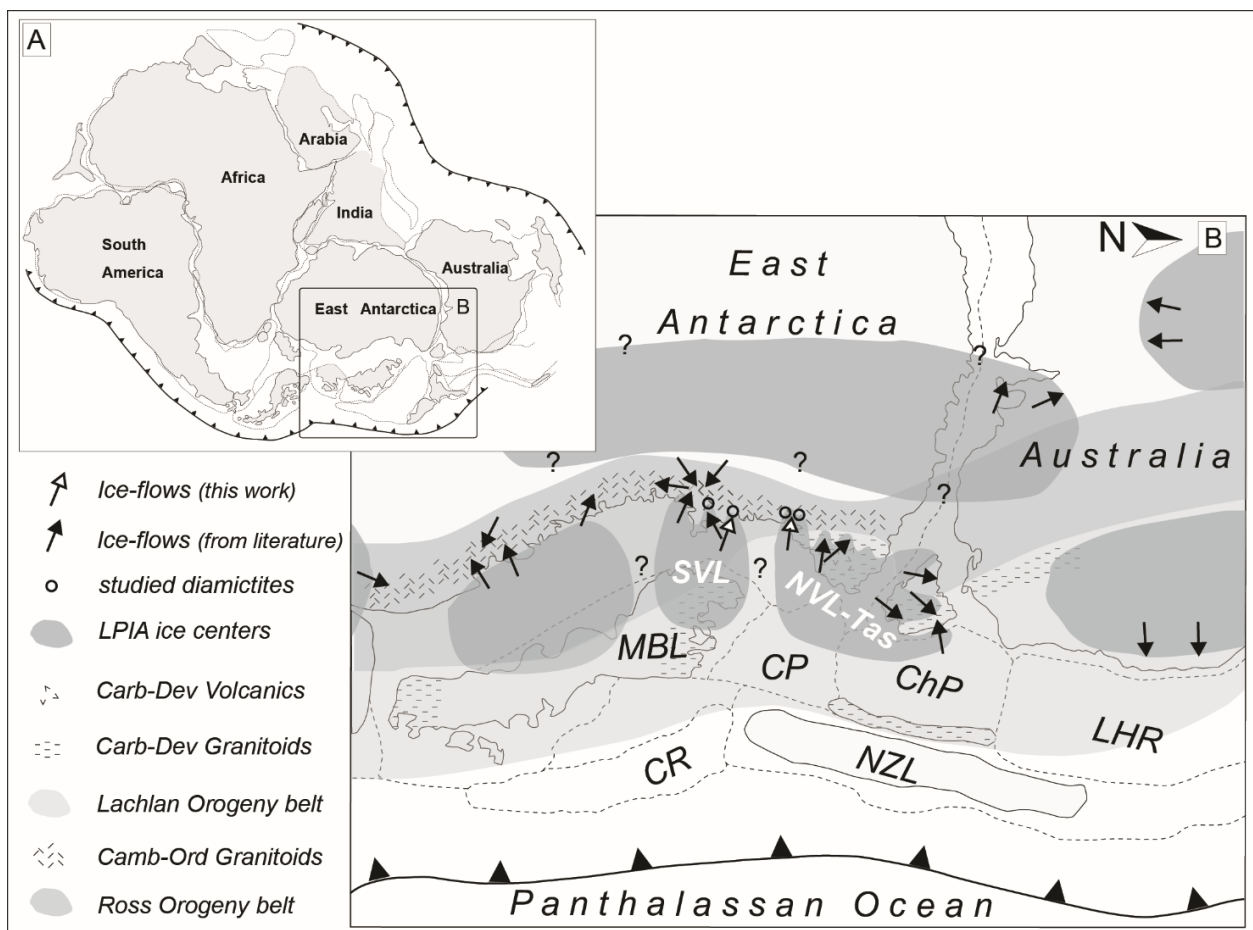 A
Arabia
Africa
India
South
America
Australia
East Antarctica
B
N
B
East
Antarctica
?
?
?
?
?
Australia
?
?
SVL
?
NVL-Tas
MBL
CP
ChP
LHR
CR
NZL
Panthalassan Ocean
Ice-flows (this work)
Ice-flows (from literature)
studied diamictites
LPIA ice centers
Carb-Dev Volcanics
Carb-Dev Granitoids
Lachlan Orogeny belt
Camb-Ord Granitoids
Ross Orogeny belt